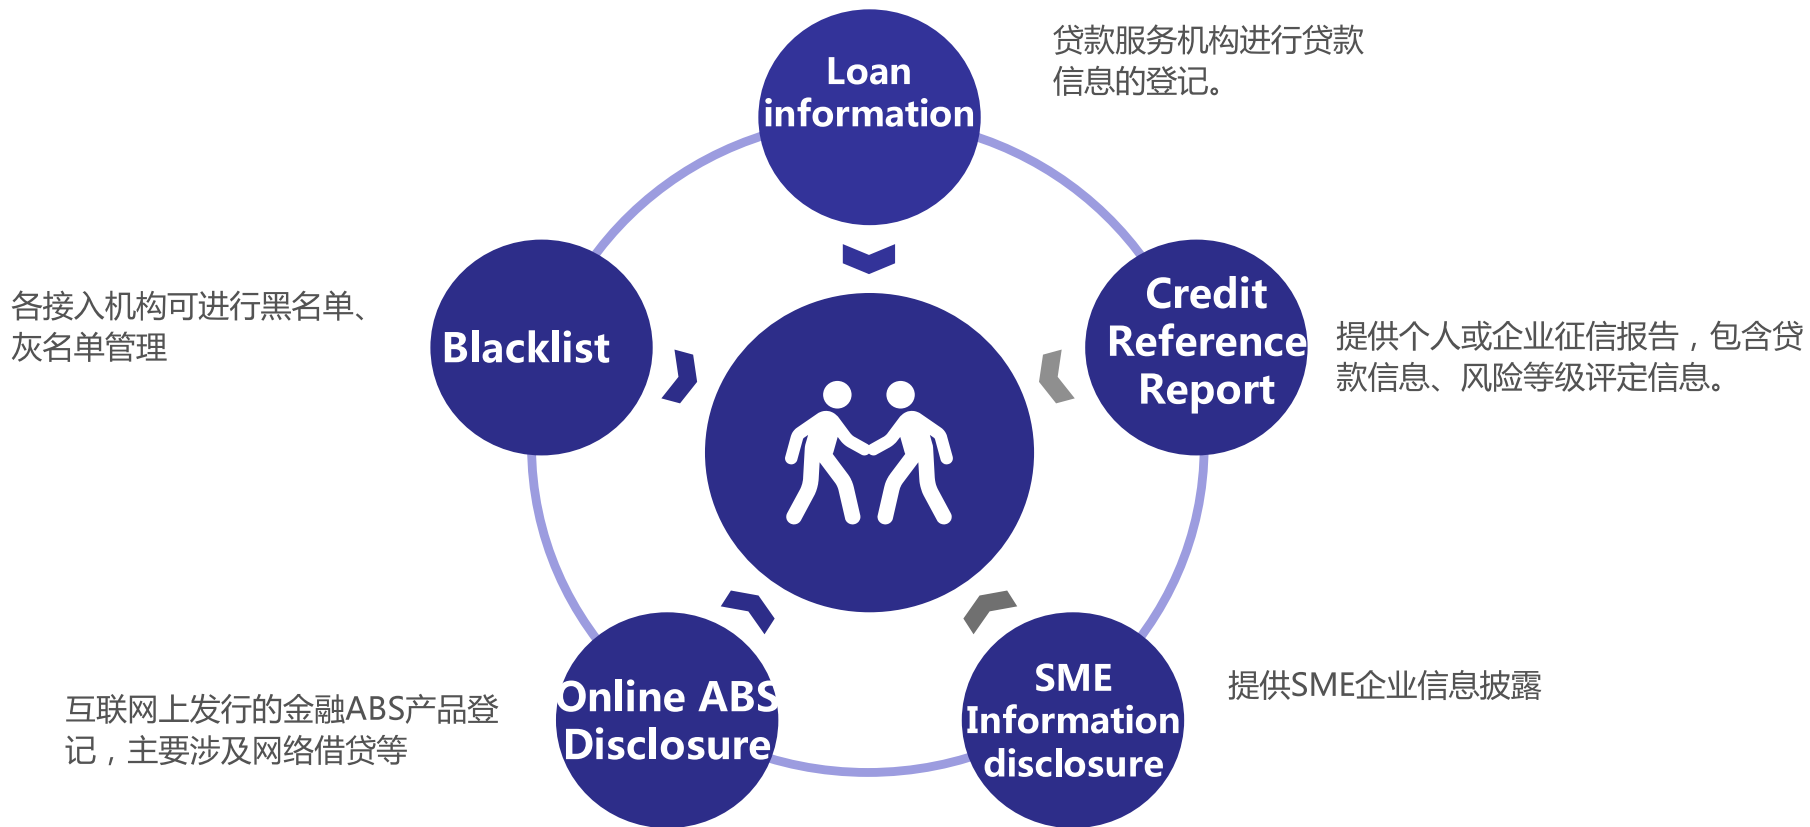 Loan
information
贷款服务机构进行贷款
信息的登记。
Credit
Reference
Report
提供个人或企业征信报告，包含贷
款信息、风险等级评定信息。
SME
Information
disclosure
提供SME企业信息披露
Online ABS
Disclosure
互联网上发行的金融ABS产品登
记，主要涉及网络借贷等
Blacklist
各接入机构可进行黑名单、
灰名单管理